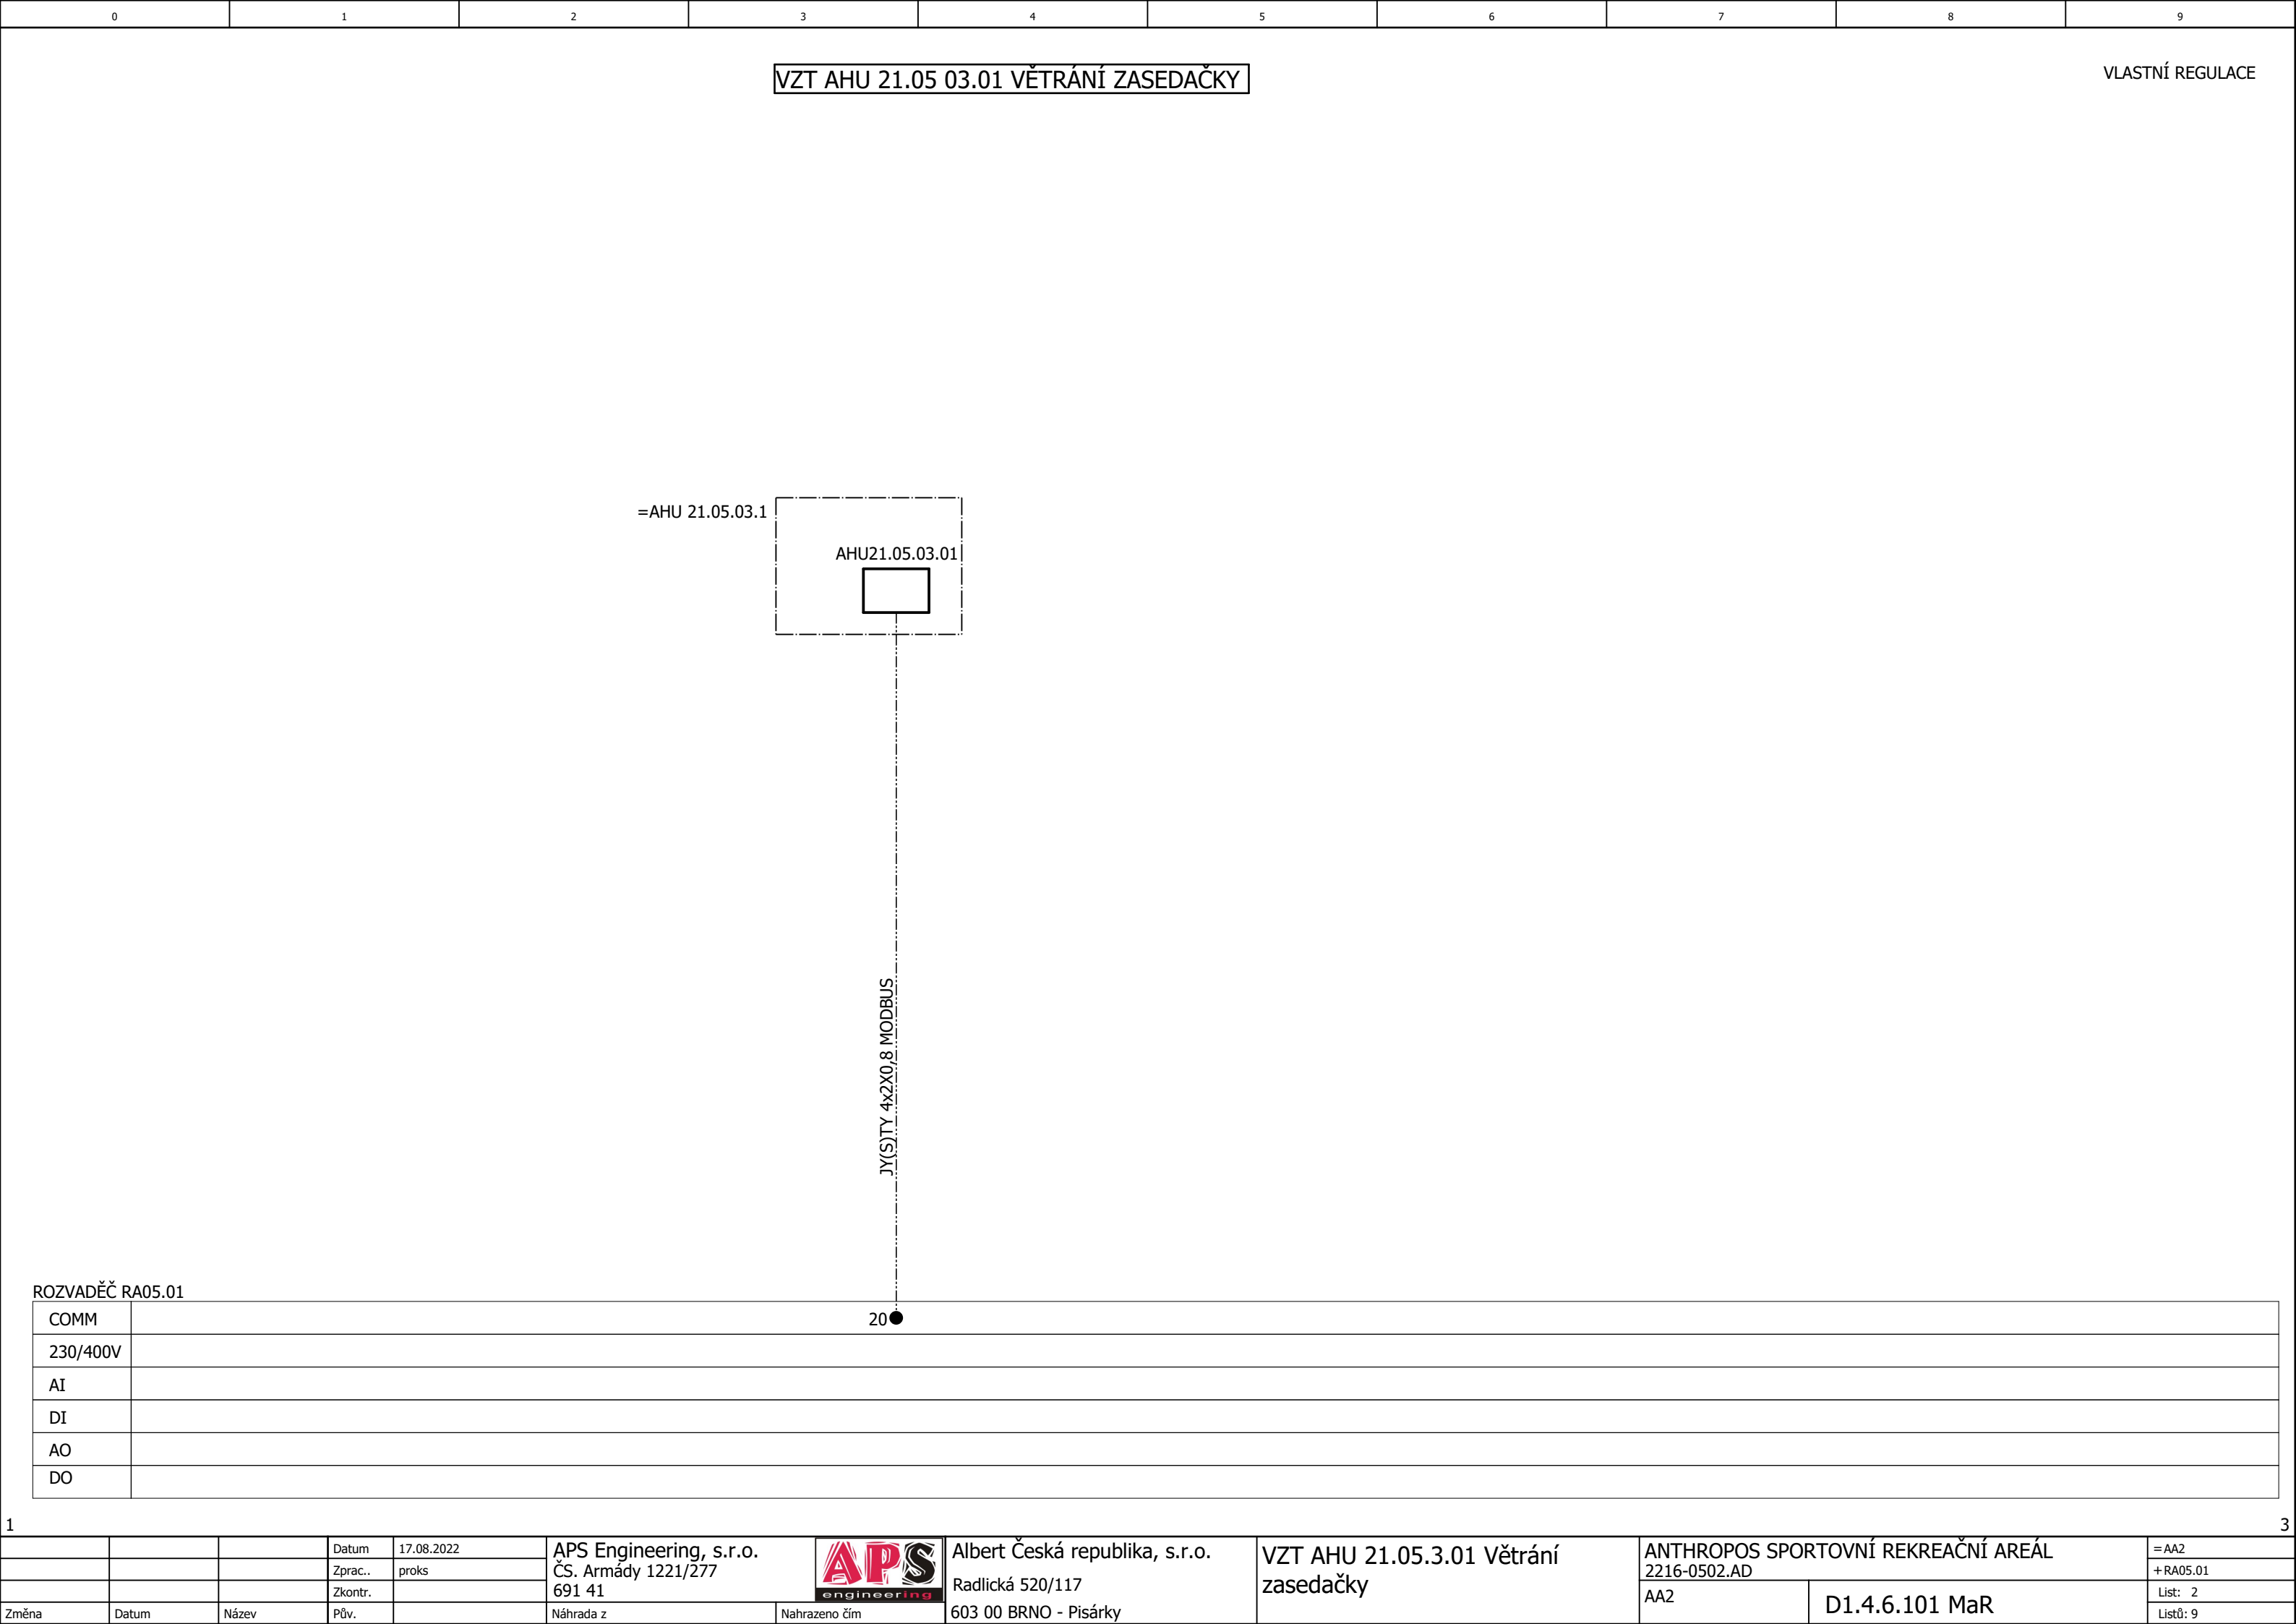 0 1 2 3 4 5 6 7 8 9
VZT AHU 21.05 03.01 VĚTRÁNÍ ZASEDAČKY
VLASTNÍ REGULACE
=AHU 21.05.03.1
AHU21.05.03.01
JY(S)TY 4x2X0,8 MODBUS
ROZVADĚČ RA05.01
COMM
20
230/400V
AI
DI
AO
DO
1
3
Datum 17.08.2022
Zprac.. proks
Zkontr.
Změna Datum Název Pův.
APS Engineering, s.r.o.
ČS. Armády 1221/277
691 41
Náhrada z
Nahrazeno čím
APS
engineering
Albert Česká republika, s.r.o.
Radlická 520/117
603 00 BRNO - Pisárky
VZT AHU 21.05.3.01 Větrání
zasedačky
ANTHROPOS SPORTOVNÍ REKREAČNÍ AREÁL
2216-0502.AD
AA2
D1.4.6.101 MaR
= AA2
+ RA05.01
List: 2
Listů: 9